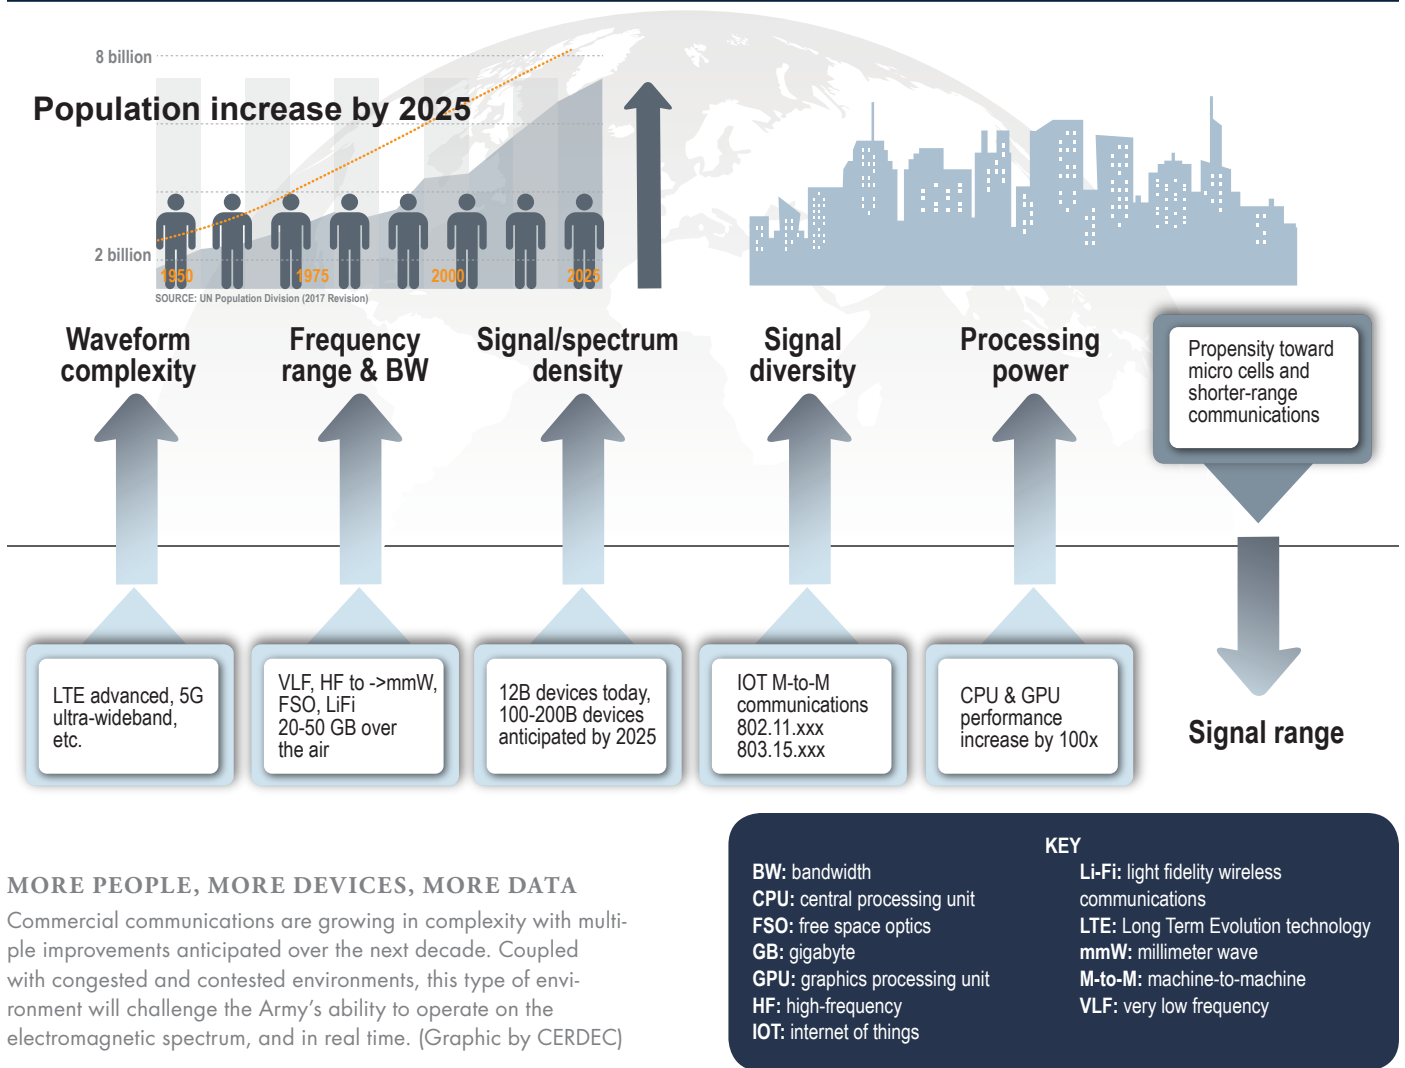 8 billion
Population increase by 2025
2 billion
1950
1975
2000
2025
SOURCE: UN Population Division (2017 Revision)
Waveform
complexity
Frequency
range & BW
Signal/spectrum
density
Signal
diversity
Processing
power
Propensity toward
micro cells and
shorter-range
communications
LTE advanced, 5G
ultra-wideband,
etc.
VLF, HF to ->mmW,
FSO, LiFi
20-50 GB over
the air
12B devices today,
100-200B devices
anticipated by 2025
IOT M-to-M
communications
802.11.xxx
803.15.xxx
CPU & GPU
performance
increase by 100x
Signal range
MORE PEOPLE, MORE DEVICES, MORE DATA
Commercial communications are growing in complexity with multi-
ple improvements anticipated over the next decade. Coupled
with congested and contested environments, this type of envi-
ronment will challenge the Army's ability to operate on the
electromagnetic spectrum, and in real time. (Graphic by CERDEC)
KEY
BW: bandwidth
CPU: central processing unit
FSO: free space optics
GB: gigabyte
GPU: graphics processing unit
HF: high-frequency
IOT: internet of things
Li-Fi: light fidelity wireless
communications
LTE: Long Term Evolution technology
mmW: millimeter wave
M-to-M: machine-to-machine
VLF: very low frequency